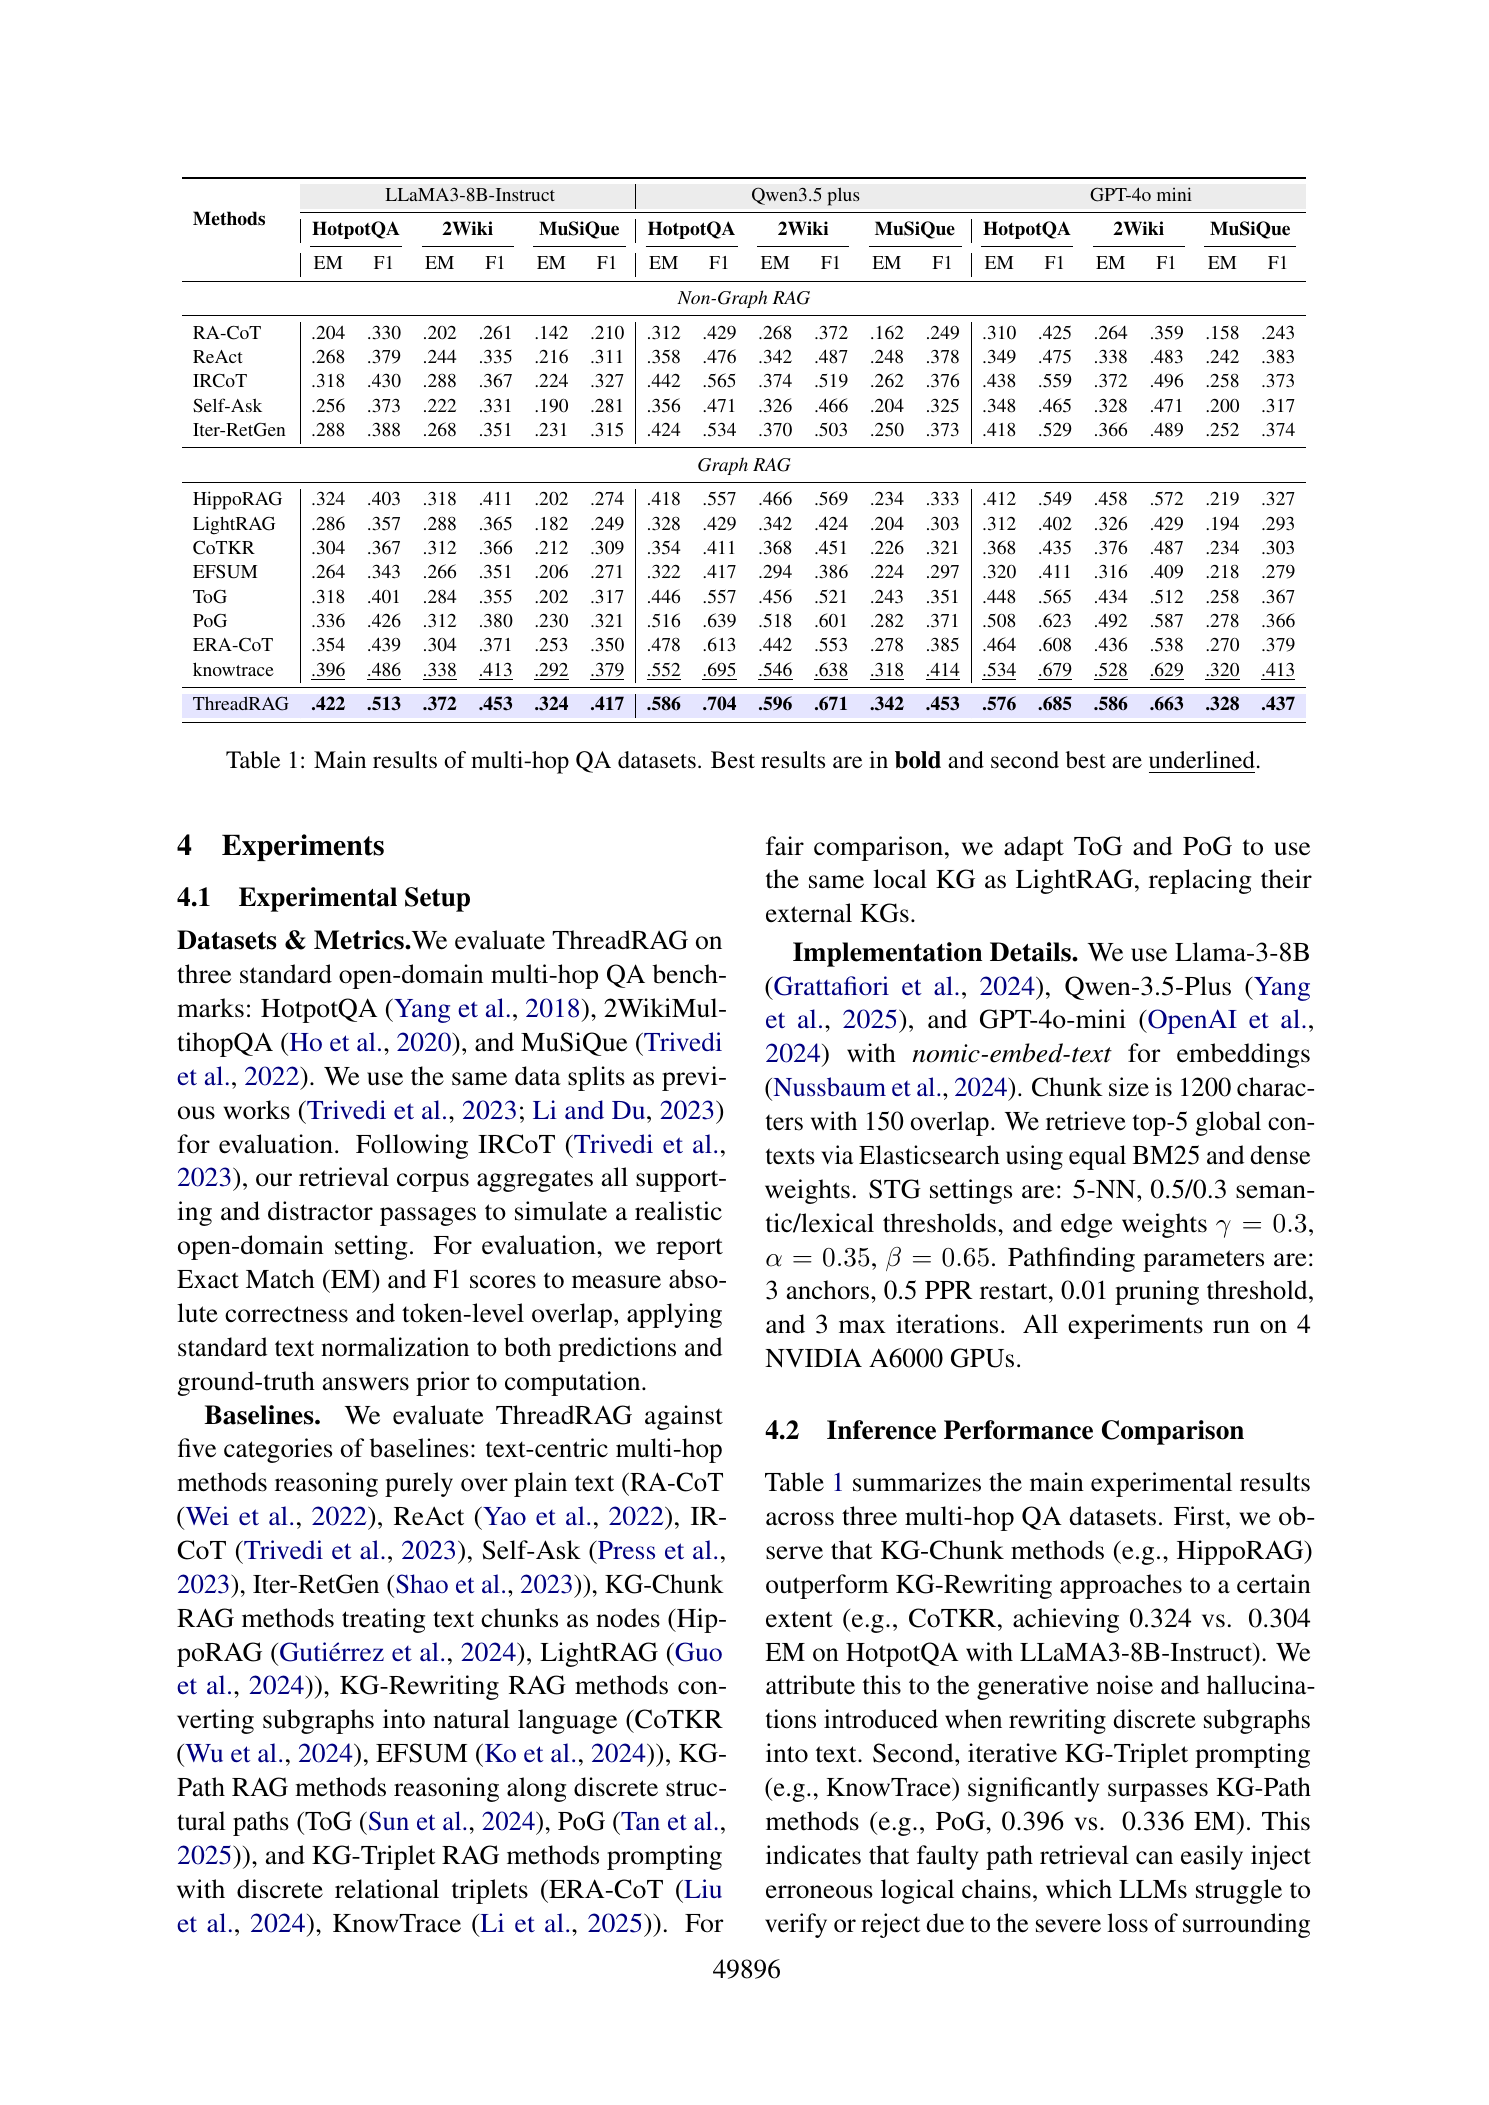 Methods LLaMA3-8B-Instruct Qwen3.5 plus GPT-4o mini
HotpotQA 2Wiki MuSiQue HotpotQA 2Wiki MuSiQue HotpotQA 2Wiki MuSiQue
EM F1 EM F1 EM F1 EM F1 EM F1 EM F1 EM F1 EM F1 EM F1
Non-Graph RAG
RA-CoT .204 .330 .202 .261 .142 .210 .312 .429 .268 .372 .162 .249 .310 .425 .264 .359 .158 .243
ReAct .268 .379 .244 .335 .216 .311 .358 .476 .342 .487 .248 .378 .349 .475 .338 .483 .242 .383
IRCoT .318 .430 .288 .367 .224 .327 .442 .565 .374 .519 .262 .376 .438 .559 .372 .496 .258 .373
Self-Ask .256 .373 .222 .331 .190 .281 .356 .471 .326 .466 .204 .325 .348 .465 .328 .471 .200 .317
Iter-RetGen .288 .388 .268 .351 .231 .315 .424 .534 .370 .503 .250 .373 .418 .529 .366 .489 .252 .374
Graph RAG
HippoRAG .324 .403 .318 .411 .202 .274 .418 .557 .466 .569 .234 .333 .412 .549 .458 .572 .219 .327
LightRAG .286 .357 .288 .365 .182 .249 .328 .429 .342 .424 .204 .303 .312 .402 .326 .429 .194 .293
CoTKR .304 .367 .312 .366 .212 .309 .354 .411 .368 .451 .226 .321 .368 .435 .376 .487 .234 .303
EFSUM .264 .343 .266 .351 .206 .271 .322 .417 .294 .386 .224 .297 .320 .411 .316 .409 .218 .279
ToG .318 .401 .284 .355 .202 .317 .446 .557 .456 .521 .243 .351 .448 .565 .434 .512 .258 .367
PoG .336 .426 .312 .380 .230 .321 .516 .639 .518 .601 .282 .371 .508 .623 .492 .587 .278 .366
ERA-CoT .354 .439 .304 .371 .253 .350 .478 .613 .442 .553 .278 .385 .464 .608 .436 .538 .270 .379
knowtrace .396 .486 .338 .413 .292 .379 .552 .695 .546 .638 .318 .414 .534 .679 .528 .629 .320 .413
ThreadRAG .422 .513 .372 .453 .324 .417 .586 .704 .596 .671 .342 .453 .576 .685 .586 .663 .328 .437
Table 1: Main results of multi-hop QA datasets. Best results are in bold and second best are underlined.
4 Experiments
4.1 Experimental Setup
Datasets & Metrics.We evaluate ThreadRAG on
three standard open-domain multi-hop QA bench-
marks: HotpotQA (Yang et al., 2018), 2WikiMul-
tihopQA (Ho et al., 2020), and MuSiQue (Trivedi
et al., 2022). We use the same data splits as previ-
ous works (Trivedi et al., 2023; Li and Du, 2023)
for evaluation. Following IRCoT (Trivedi et al.,
2023), our retrieval corpus aggregates all support-
ing and distractor passages to simulate a realistic
open-domain setting. For evaluation, we report
Exact Match (EM) and F1 scores to measure abso-
lute correctness and token-level overlap, applying
standard text normalization to both predictions and
ground-truth answers prior to computation.
Baselines. We evaluate ThreadRAG against
five categories of baselines: text-centric multi-hop
methods reasoning purely over plain text (RA-CoT
(Wei et al., 2022), ReAct (Yao et al., 2022), IR-
CoT (Trivedi et al., 2023), Self-Ask (Press et al.,
2023), Iter-RetGen (Shao et al., 2023)), KG-Chunk
RAG methods treating text chunks as nodes (Hip-
poRAG (Gutiérrez et al., 2024), LightRAG (Guo
et al., 2024)), KG-Rewriting RAG methods con-
verting subgraphs into natural language (CoTKR
(Wu et al., 2024), EFSUM (Ko et al., 2024)), KG-
Path RAG methods reasoning along discrete struc-
tural paths (ToG (Sun et al., 2024), PoG (Tan et al.,
2025)), and KG-Triplet RAG methods prompting
with discrete relational triplets (ERA-CoT (Liu
et al., 2024), KnowTrace (Li et al., 2025)). For
fair comparison, we adapt ToG and PoG to use
the same local KG as LightRAG, replacing their
external KGs.
Implementation Details. We use Llama-3-8B
(Grattafiori et al., 2024), Qwen-3.5-Plus (Yang
et al., 2025), and GPT-4o-mini (OpenAI et al.,
2024) with nomic-embed-text for embeddings
(Nussbaum et al., 2024). Chunk size is 1200 charac-
ters with 150 overlap. We retrieve top-5 global con-
texts via Elasticsearch using equal BM25 and dense
weights. STG settings are: 5-NN, 0.5/0.3 seman-
tic/lexical thresholds, and edge weights γ = 0.3,
α = 0.35, β = 0.65. Pathfinding parameters are:
3 anchors, 0.5 PPR restart, 0.01 pruning threshold,
and 3 max iterations. All experiments run on 4
NVIDIA A6000 GPUs.
4.2 Inference Performance Comparison
Table 1 summarizes the main experimental results
across three multi-hop QA datasets. First, we ob-
serve that KG-Chunk methods (e.g., HippoRAG)
outperform KG-Rewriting approaches to a certain
extent (e.g., CoTKR, achieving 0.324 vs. 0.304
EM on HotpotQA with LLaMA3-8B-Instruct). We
attribute this to the generative noise and hallucina-
tions introduced when rewriting discrete subgraphs
into text. Second, iterative KG-Triplet prompting
(e.g., KnowTrace) significantly surpasses KG-Path
methods (e.g., PoG, 0.396 vs. 0.336 EM). This
indicates that faulty path retrieval can easily inject
erroneous logical chains, which LLMs struggle to
verify or reject due to the severe loss of surrounding
49896